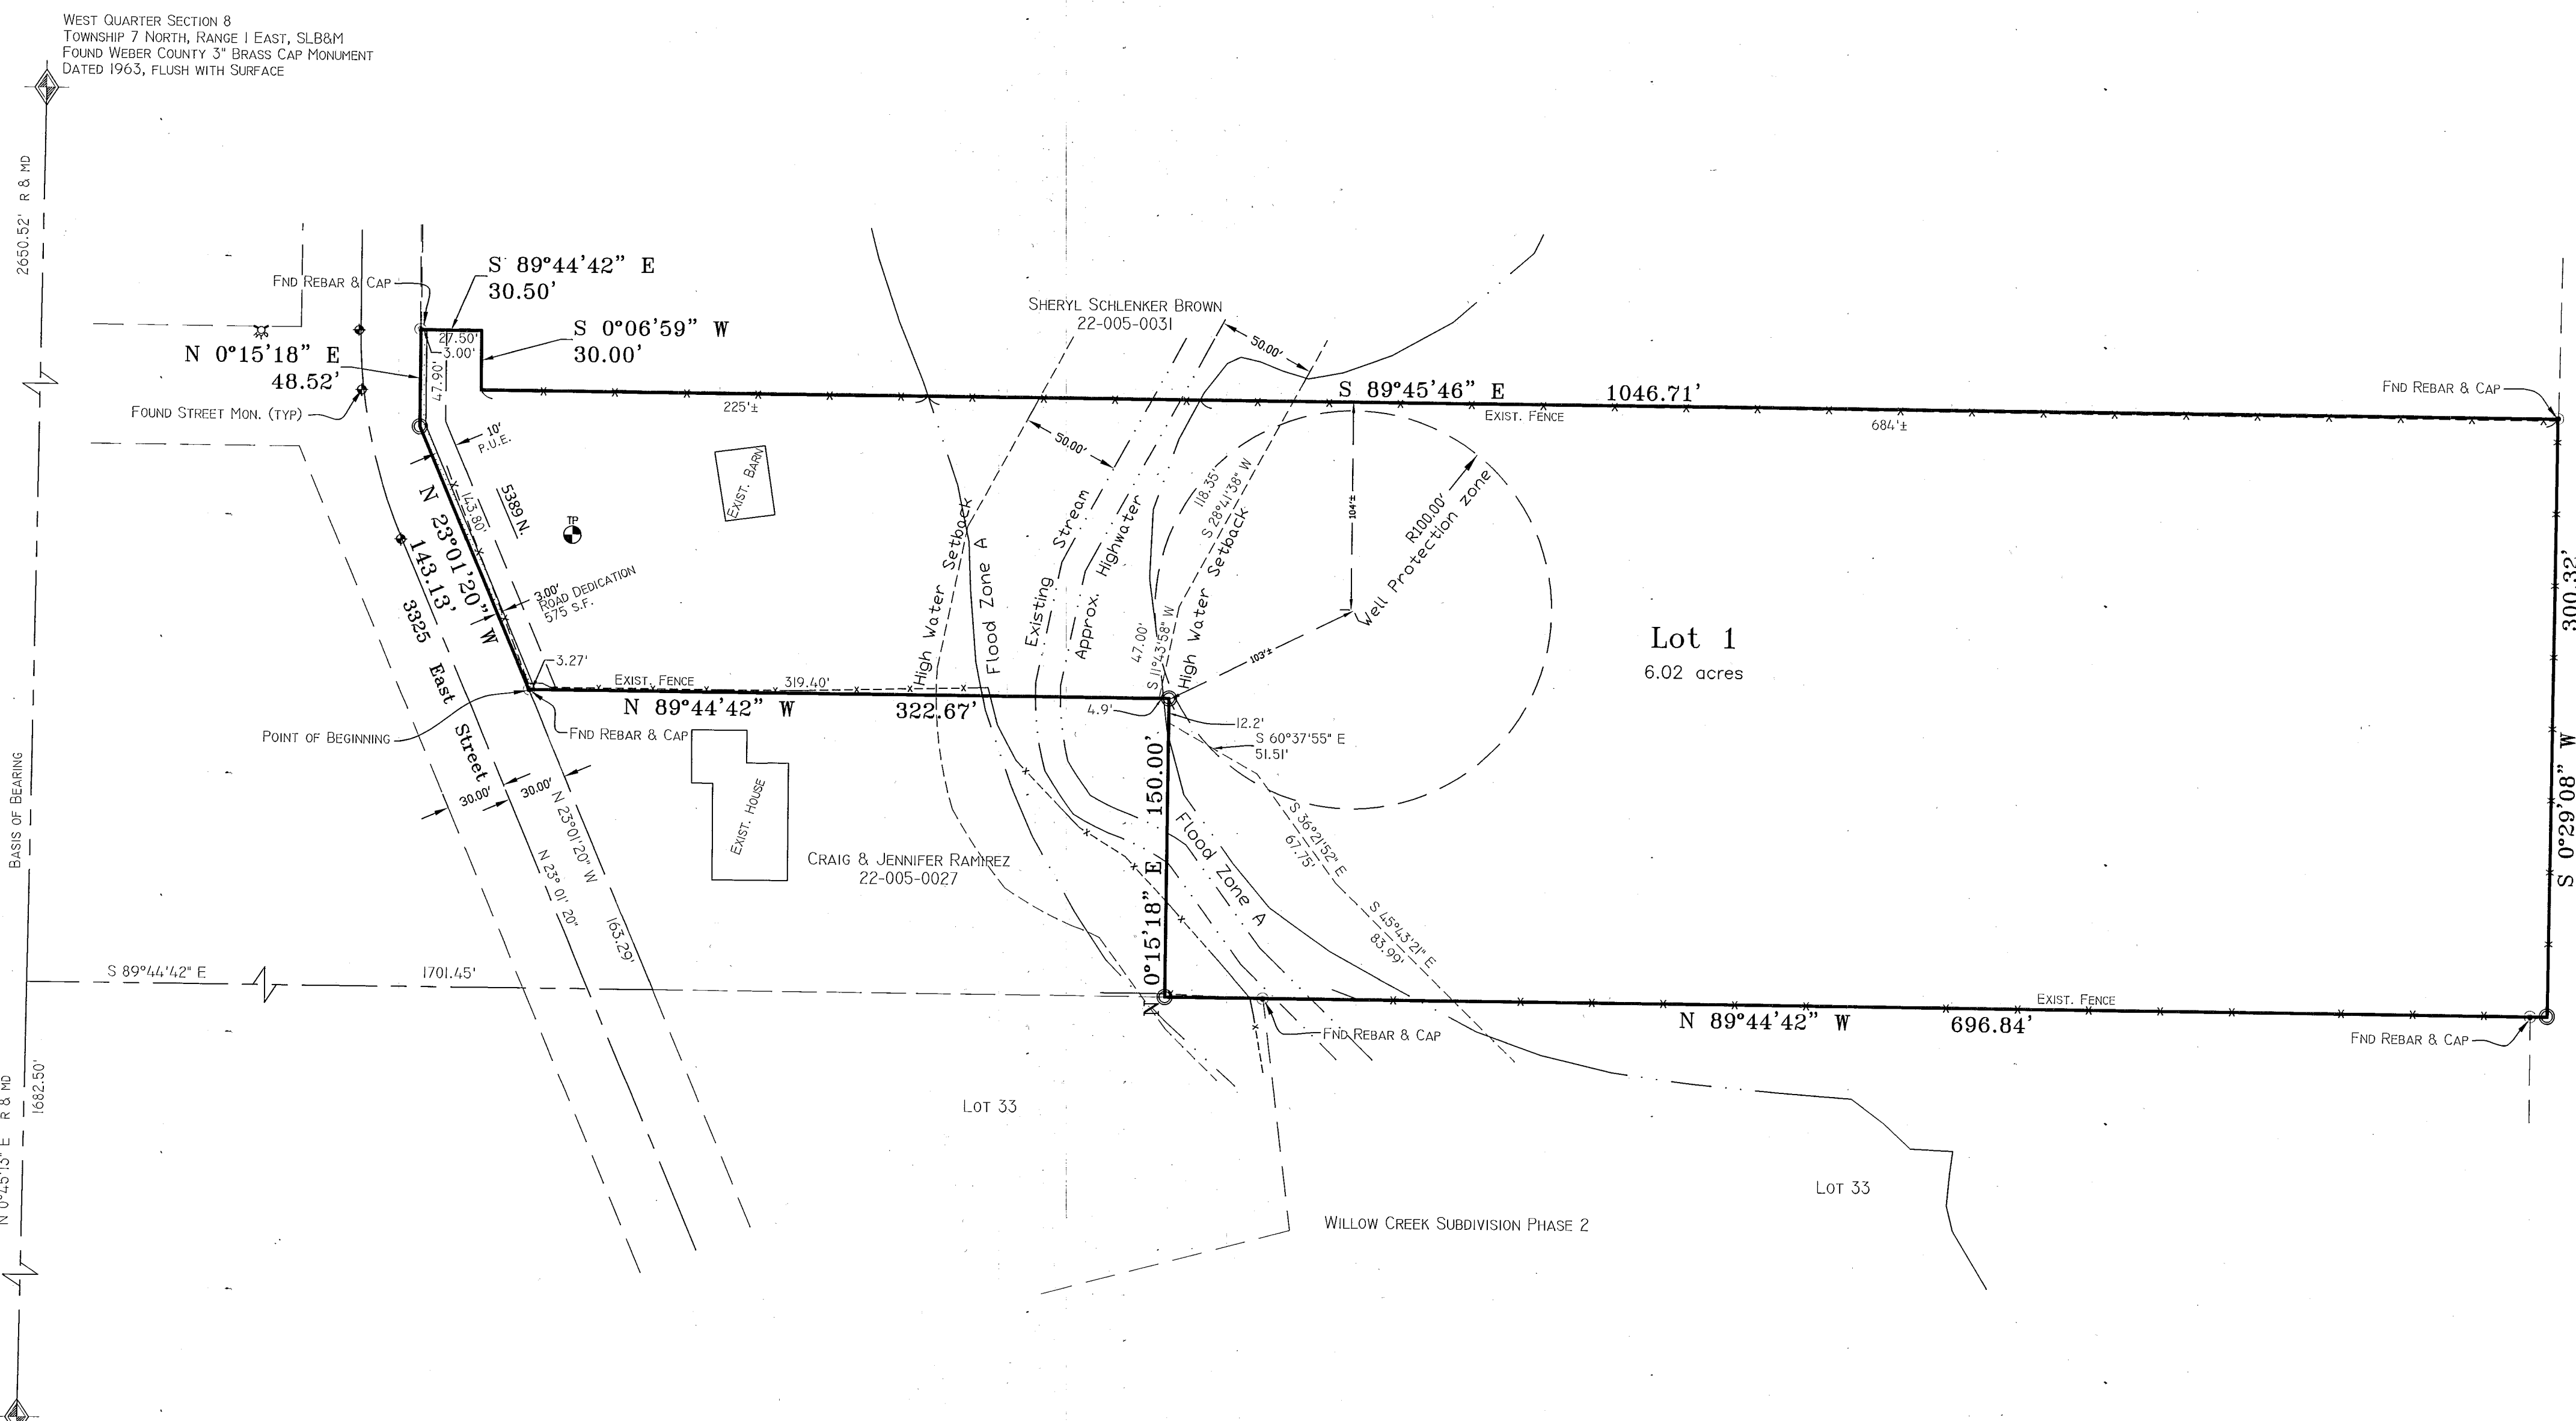 WEST QUARTER SECTION 8
TOWNSHIP 7 NORTH, RANGE 1 EAST, SLB&M
FOUND WEBER COUNTY 3" BRASS CAP MONUMENT
DATED 1963, FLUSH WITH SURFACE
2650.52' R & MD
BASIS OF BEARING
N 0°45'13" E R & MD
1682.50'
FND REBAR & CAP
S 89°44'42" E
30.50'
S 0°06'59" W
30.00'
27.50'
3.00'
N 0°15'18" E
48.52'
47.90'
FOUND STREET MON. (TYP)
10'
P.U.E.
225'±
SHERYL SCHLENKER BROWN
22-005-0031
50.00'
S 89°45'46" E 1046.71'
EXIST. FENCE
684'±
FND REBAR & CAP
N 23°01'20" W
143.13'
143.80'
5389 N.
TP
EXIST. BARN
3.00'
ROAD DEDICATION
575 S.F.
3325 East Street
High Water Setback
Flood Zone A
50.00'
Existing Stream
Approx. Highwater
118.35'
S 28°41'38" W
47.00'
S 11°43'58" W
High Water Setback
104'±
103'±
R100.00'
Well Protection zone
Lot 1
6.02 acres
300.32'
S 0°29'08" W
3.27'
EXIST. FENCE
319.40'
N 89°44'42" W 322.67'
POINT OF BEGINNING
FND REBAR & CAP
4.9'
12.2'
S 60°37'55" E
51.51'
30.00'
30.00'
N 23°01'20" W 163.29'
N 23° 01' 20"
EXIST. HOUSE
CRAIG & JENNIFER RAMIREZ
22-005-0027
N 0°15'18" E 150.00'
Flood Zone A
S 36°21'52" E
67.75'
S 45°43'21" E
83.99'
S 89°44'42" E 1701.45'
EXIST. FENCE
N 89°44'42" W 696.84'
FND REBAR & CAP
FND REBAR & CAP
LOT 33
LOT 33
WILLOW CREEK SUBDIVISION PHASE 2